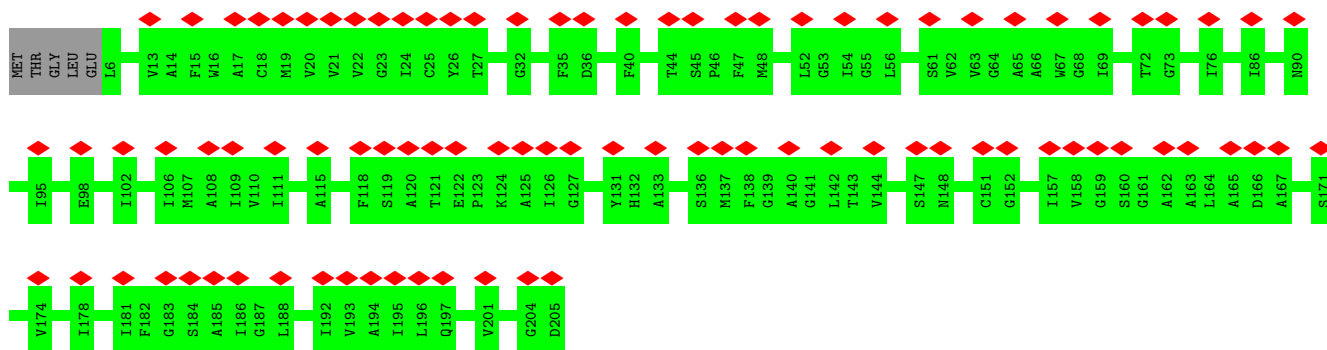 MET THR GLY LEU GLU L6 V13 A14 F15 W16 A17 C18 M19 V20 V21 V22 G23 I24 C25 Y26 T27 G32 F35 D36 F40 T44 S45 P46 F47 M48 L52 G53 I54 G55 L56 S61 V62 V63 G64 A65 A66 W67 G68 I69 T72 G73 I76 I86 N90
I95 E98 I102 I106 M107 A108 I109 V110 I111 A115 F118 S119 A120 T121 E122 P123 K124 A125 I126 G127 Y131 H132 A133 S136 M137 F138 G139 A140 G141 L142 T143 V144 S147 N148 C151 G152 I157 V158 G159 S160 G161 A162 A163 L164 A165 D166 A167 S171
V174 I178 I181 F182 G183 S184 A185 I186 G187 L188 I192 V193 A194 I195 L196 Q197 V201 G204 D205